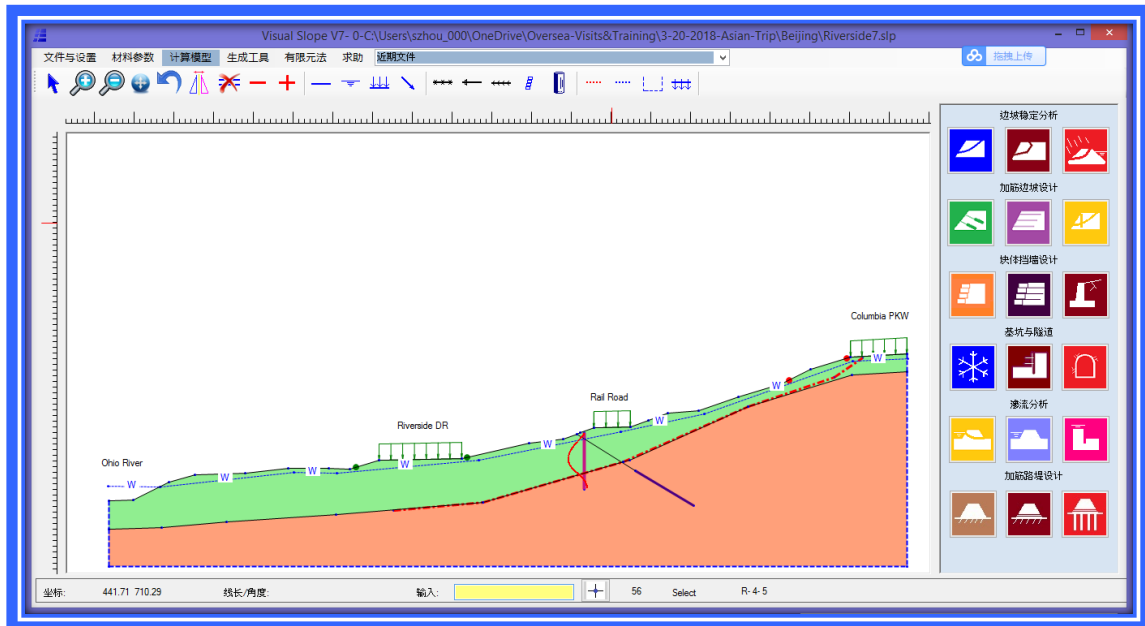 Visual Slope V7- 0-C:\Users\szhou_000\OneDrive\Oversea-Visits&Training\3-20-2018-Asian-Trip\Beijing\Riverside7.slp
文件与设置 材料参数 计算模型 生成工具 有限元法 求助 近期文件
拖拽上传
边坡稳定分析
加筋边坡设计
块体挡墙设计
基坑与隧道
渗流分析
加筋路堤设计
Columbia PKW
W
Rail Road
W
W
Riverside DR
W
W
Ohio River
W
W
W
坐标: 441.71 710.29 线长/角度: 输入: 56 Select R- 4- 5